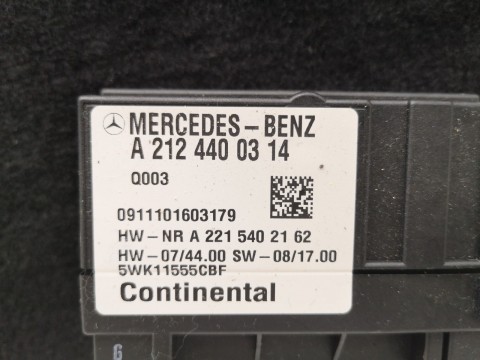 MERCEDES-BENZ
A 212 440 03 14
Q003
0911101603179
HW-NR A 221 540 21 62
HW-07/44.00 SW-08/17.00
5WK11555CBF
Continental
G